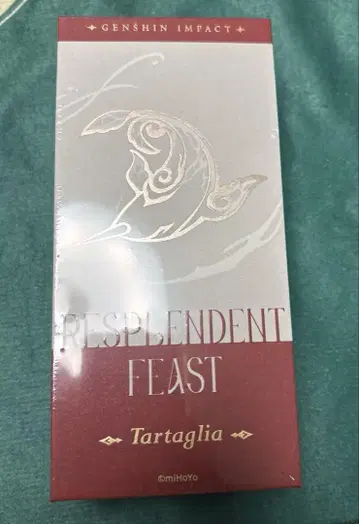 GENSHIN IMPACT
RESPLENDENT
FEAST
Tartaglia
©miHoYo